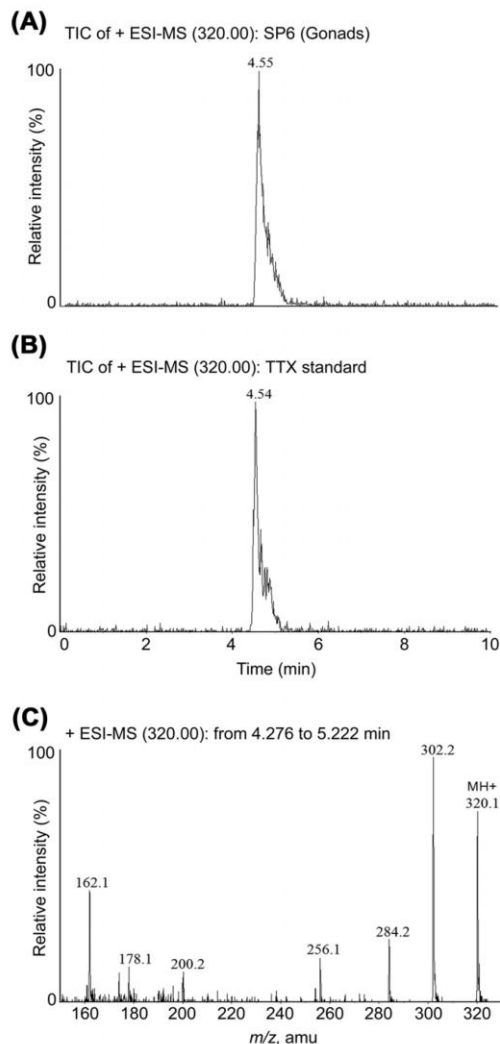 (A)
TIC of + ESI-MS (320.00): SP6 (Gonads)
4.55
100
Relative intensity (%)
0
(B)
TIC of + ESI-MS (320.00): TTX standard
4.54
100
Relative intensity (%)
0
0 2 4 6 8 10
Time (min)
(C)
+ ESI-MS (320.00): from 4.276 to 5.222 min
100
302.2
MH+
320.1
Relative intensity (%)
162.1
178.1
200.2
256.1
284.2
0
160 180 200 220 240 260 280 300 320
m/z, amu